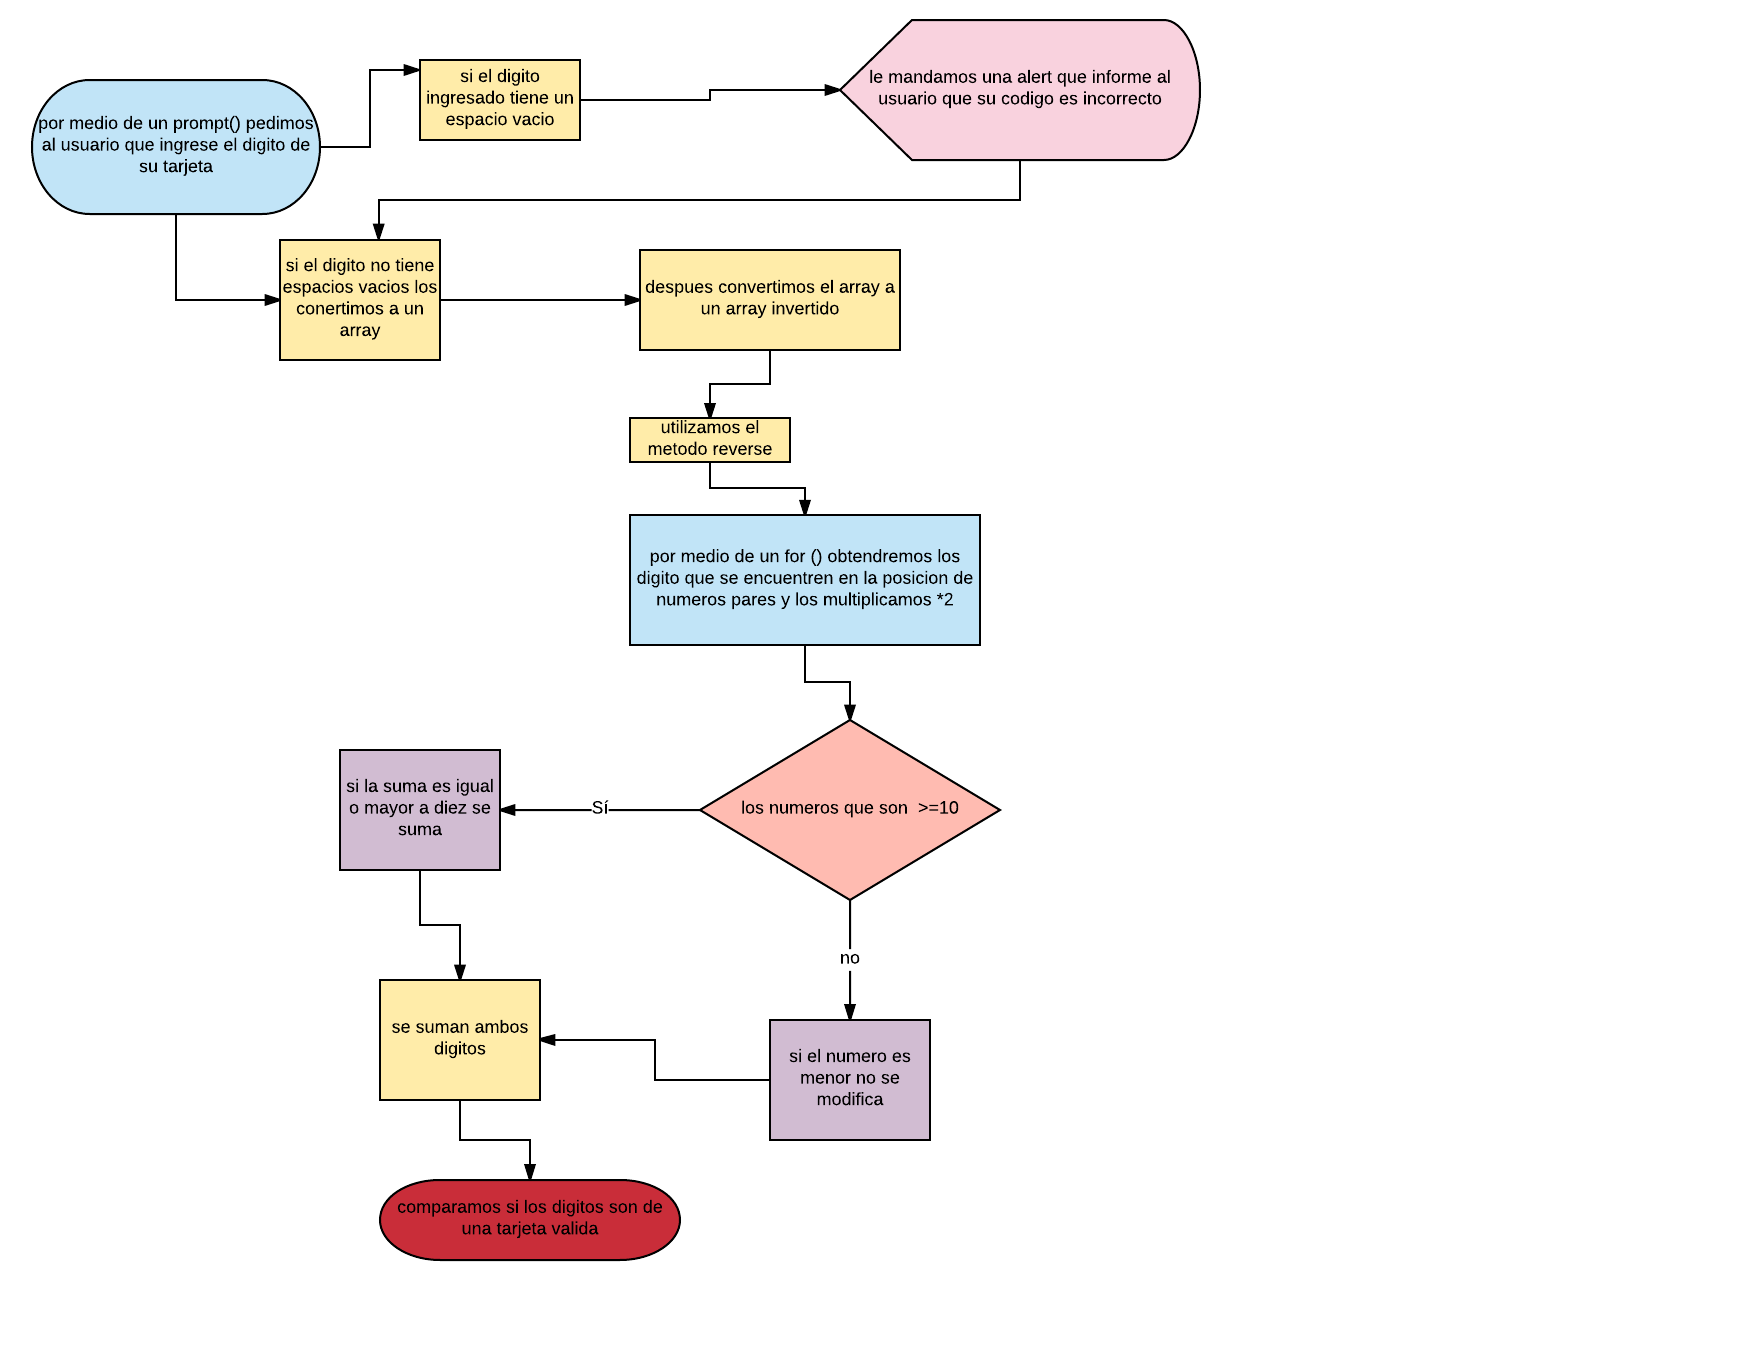 por medio de un prompt() pedimos
al usuario que ingrese el digito de
su tarjeta
si el digito
ingresado tiene un
espacio vacio
le mandamos una alert que informe al
usuario que su codigo es incorrecto
si el digito no tiene
espacios vacios los
conertimos a un
array
despues convertimos el array a
un array invertido
utilizamos el
metodo reverse
por medio de un for () obtendremos los
digito que se encuentren en la posicion de
numeros pares y los multiplicamos *2
los numeros que son  >=10
Sí
si la suma es igual
o mayor a diez se
suma
no
si el numero es
menor no se
modifica
se suman ambos
digitos
comparamos si los digitos son de
una tarjeta valida